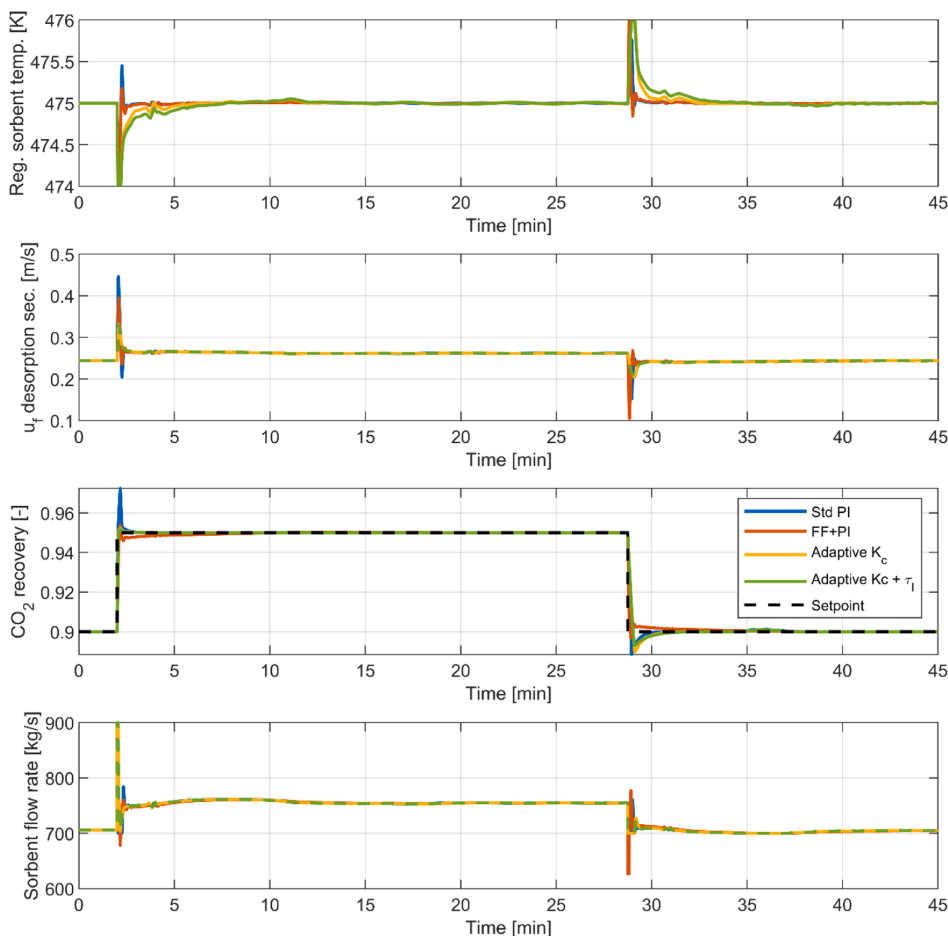 Reg. sorbent temp. [K]
476
475.5
475
474.5
474
0 5 10 15 20 25 30 35 40 45
Time [min]
u_f desorption sec. [m/s]
0.5
0.4
0.3
0.2
0.1
0 5 10 15 20 25 30 35 40 45
Time [min]
CO₂ recovery [-]
0.96
0.94
0.92
0.9
Std PI
FF+PI
Adaptive K_c
Adaptive Kc + τ_I
Setpoint
0 5 10 15 20 25 30 35 40 45
Time [min]
Sorbent flow rate [kg/s]
900
800
700
600
0 5 10 15 20 25 30 35 40 45
Time [min]